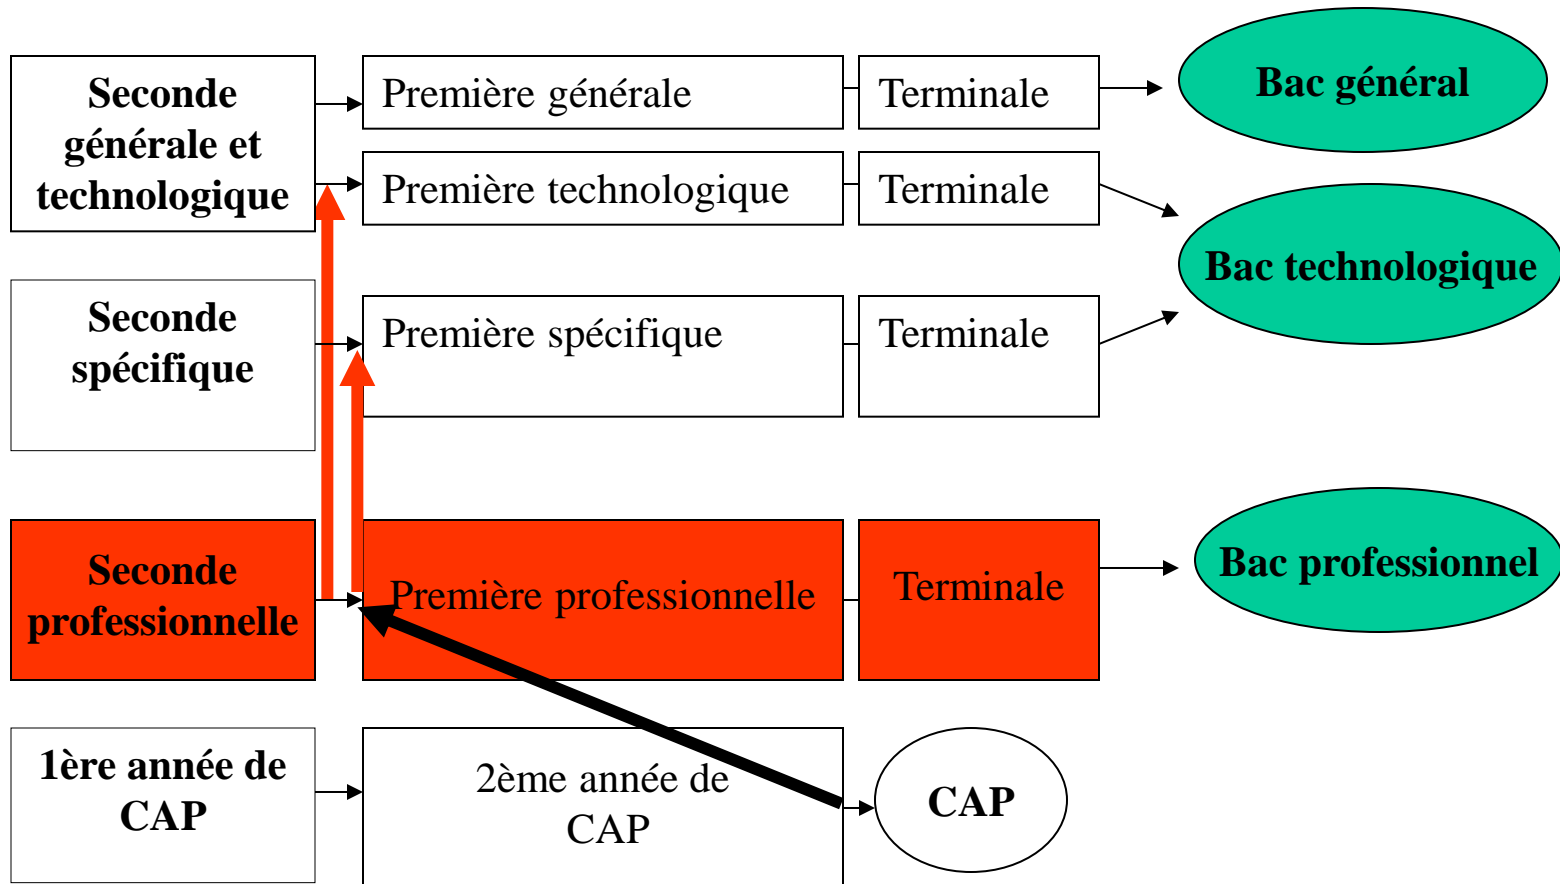 Seconde
générale et
technologique
Première générale
Terminale
Bac général
Première technologique
Terminale
Bac technologique
Seconde
spécifique
Première spécifique
Terminale
Seconde
professionnelle
Première professionnelle
Terminale
Bac professionnel
1ère année de
CAP
2ème année de
CAP
CAP